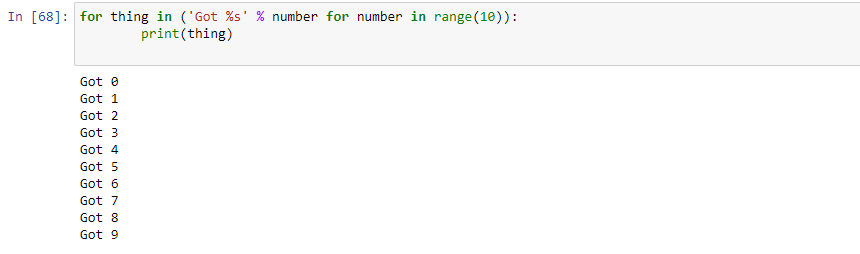 In [68]: for thing in ('Got %s' % number for number in range(10)):
        print(thing)
Got 0
Got 1
Got 2
Got 3
Got 4
Got 5
Got 6
Got 7
Got 8
Got 9